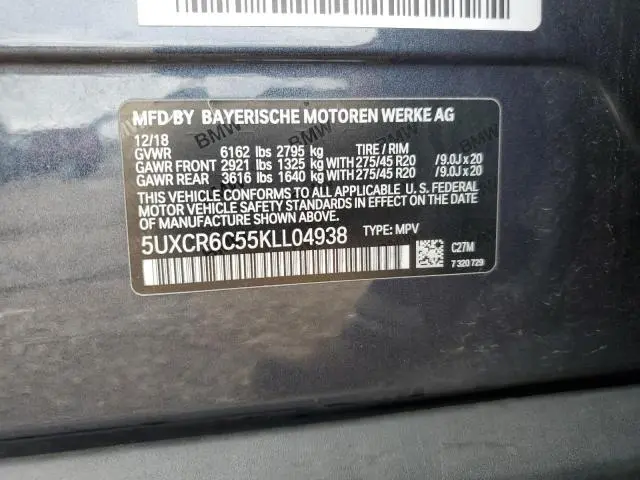 MFD BY BAYERISCHE MOTOREN WERKE AG
12/18
GVWR 6162 lbs 2795 kg TIRE / RIM
GAWR FRONT 2921 lbs 1325 kg WITH 275/45 R20 /9.0J x 20
GAWR REAR 3616 lbs 1640 kg WITH 275/45 R20 /9.0J x 20
THIS VEHICLE CONFORMS TO ALL APPLICABLE U. S. FEDERAL
MOTOR VEHICLE SAFETY STANDARDS IN EFFECT ON THE DATE
OF MANUFACTURE SHOWN ABOVE.
5UXCR6C55KLL04938 TYPE: MPV
C27M
7 320 729